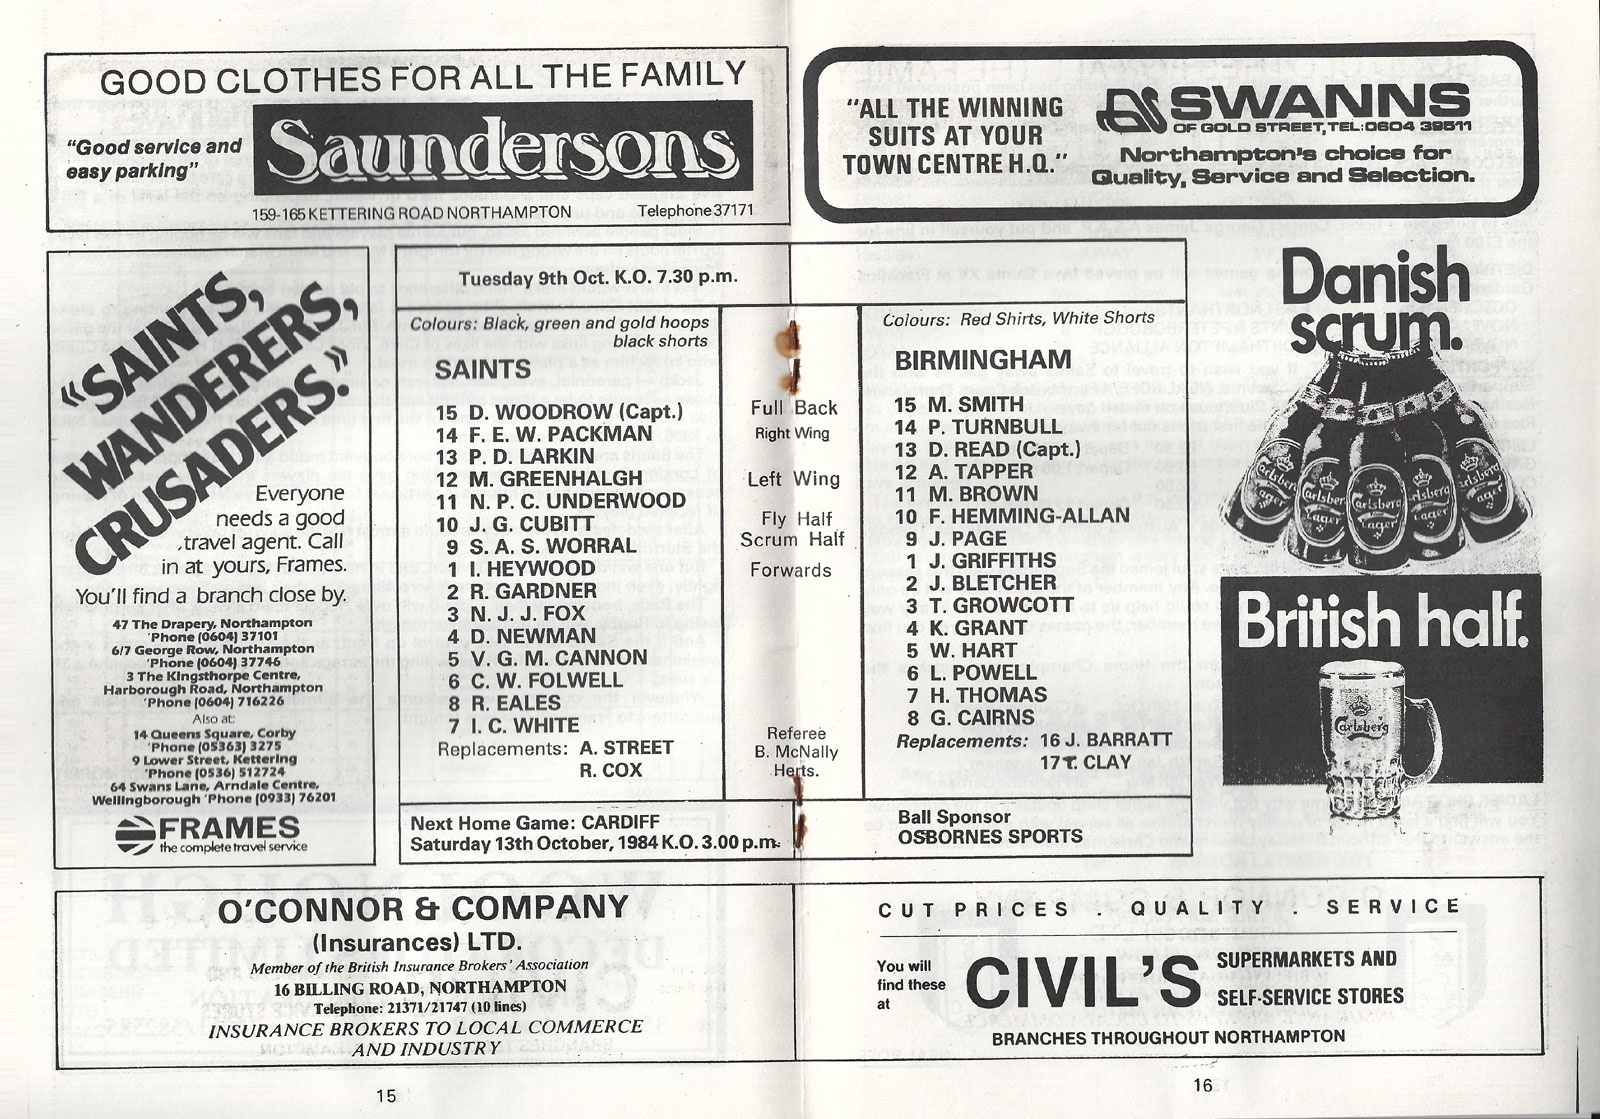 GOOD CLOTHES FOR ALL THE FAMILY
"Good service and
easy parking"
Saundersons
159-165 KETTERING ROAD NORTHAMPTON Telephone 37171
"ALL THE WINNING
SUITS AT YOUR
TOWN CENTRE H.Q."
SWANNS
OF GOLD STREET, TEL: 0604 39511
Northampton's choice for
Quality, Service and Selection.
"SAINTS,
WANDERERS,
CRUSADERS."
Everyone
needs a good
travel agent. Call
in at yours, Frames.
You'll find a branch close by.
47 The Drapery, Northampton
'Phone (0604) 37101
6/7 George Row, Northampton
'Phone (0604) 37746
3 The Kingsthorpe Centre,
Harborough Road, Northampton
'Phone (0604) 716226
Also at:
14 Queens Square, Corby
'Phone (05363) 3275
9 Lower Street, Kettering
'Phone (0536) 512724
64 Swans Lane, Arndale Centre,
Wellingborough 'Phone (0933) 76201
FRAMES
the complete travel service
Tuesday 9th Oct. K.O. 7.30 p.m.
Colours: Black, green and gold hoops
black shorts
SAINTS
15 D. WOODROW (Capt.)
14 F. E. W. PACKMAN
13 P. D. LARKIN
12 M. GREENHALGH
11 N. P. C. UNDERWOOD
10 J. G. CUBITT
9 S. A. S. WORRAL
1 I. HEYWOOD
2 R. GARDNER
3 N. J. J. FOX
4 D. NEWMAN
5 V. G. M. CANNON
6 C. W. FOLWELL
8 R. EALES
7 I. C. WHITE
Replacements: A. STREET
R. COX
Full Back
Right Wing
Left Wing
Fly Half
Scrum Half
Forwards
Referee
B. McNally
Herts.
Colours: Red Shirts, White Shorts
BIRMINGHAM
15 M. SMITH
14 P. TURNBULL
13 D. READ (Capt.)
12 A. TAPPER
11 M. BROWN
10 F. HEMMING-ALLAN
9 J. PAGE
1 J. GRIFFITHS
2 J. BLETCHER
3 T. GROWCOTT
4 K. GRANT
5 W. HART
6 L. POWELL
7 H. THOMAS
8 G. CAIRNS
Replacements: 16 J. BARRATT
17 T. CLAY
Next Home Game: CARDIFF
Saturday 13th October, 1984 K.O. 3.00 p.m.
Ball Sponsor
OSBORNES SPORTS
Danish
scrum.
Carlsberg
Lager
Carlsberg
Lager
Carlsberg
Lager
Carlsberg
Lager
Carlsberg
Lager
British half.
Carlsberg
O'CONNOR & COMPANY
(Insurances) LTD.
Member of the British Insurance Brokers' Association
16 BILLING ROAD, NORTHAMPTON
Telephone: 21371/21747 (10 lines)
INSURANCE BROKERS TO LOCAL COMMERCE
AND INDUSTRY
CUT PRICES . QUALITY . SERVICE
You will
find these
at
CIVIL'S
SUPERMARKETS AND
SELF-SERVICE STORES
BRANCHES THROUGHOUT NORTHAMPTON
15
16